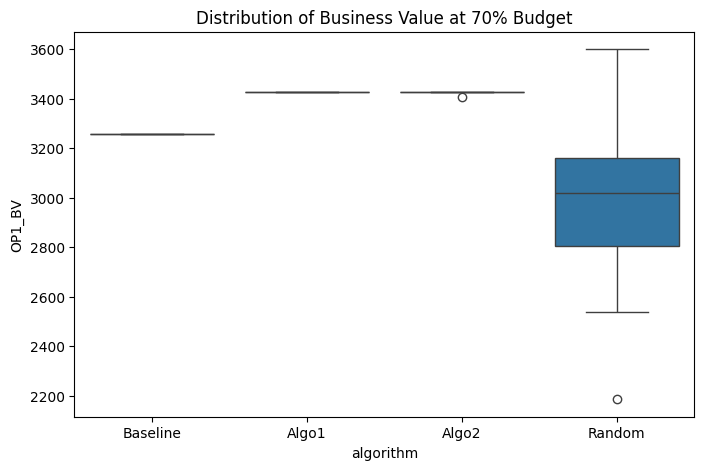 Distribution of Business Value at 70% Budget
OP1_BV
3600
3400
3200
3000
2800
2600
2400
2200
Baseline
Algo1
Algo2
Random
algorithm